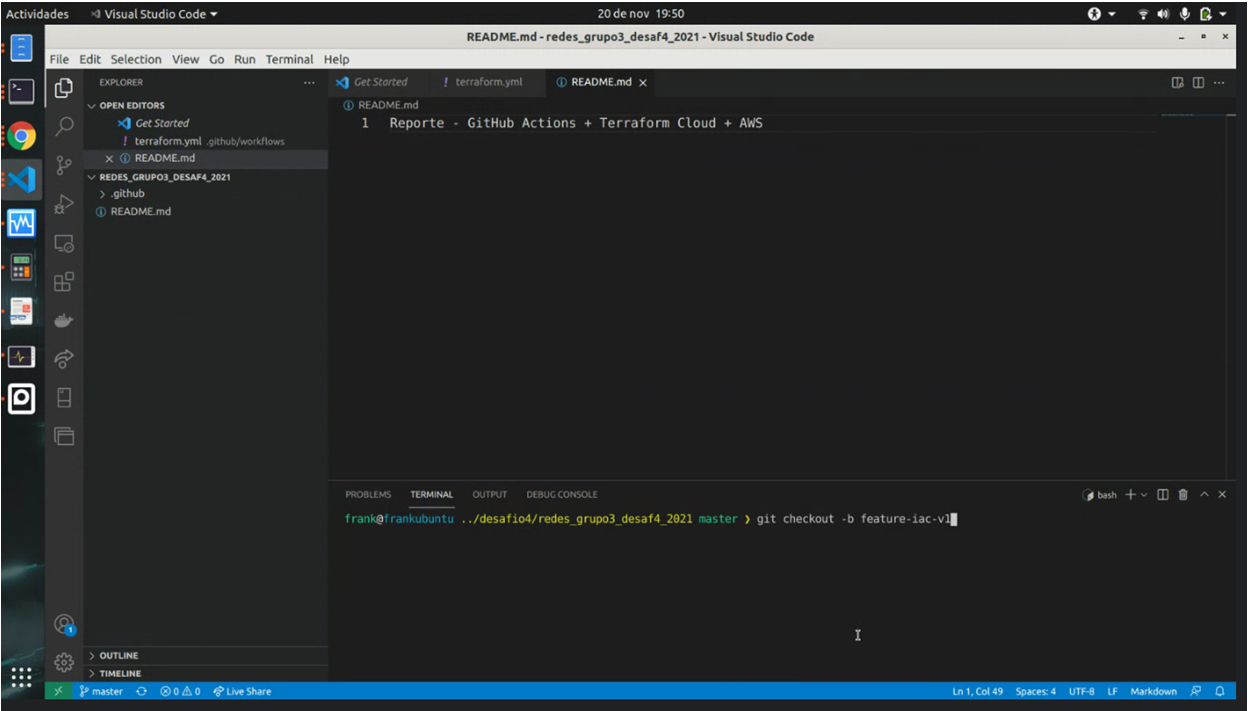 Actividades Visual Studio Code 20 de nov 19:50
README.md - redes_grupo3_desaf4_2021 - Visual Studio Code
File Edit Selection View Go Run Terminal Help
EXPLORER ...
OPEN EDITORS
Get Started
! terraform.yml .github/workflows
README.md
REDES_GRUPO3_DESAF4_2021
.github
README.md
Get Started ! terraform.yml README.md
README.md
1 Reporte - GitHub Actions + Terraform Cloud + AWS
PROBLEMS TERMINAL OUTPUT DEBUG CONSOLE bash
frank@frankubuntu ../desafio4/redes_grupo3_desaf4_2021 master ❯ git checkout -b feature-iac-v1
1
OUTLINE
TIMELINE
master 0 0 Live Share Ln 1, Col 49 Spaces: 4 UTF-8 LF Markdown